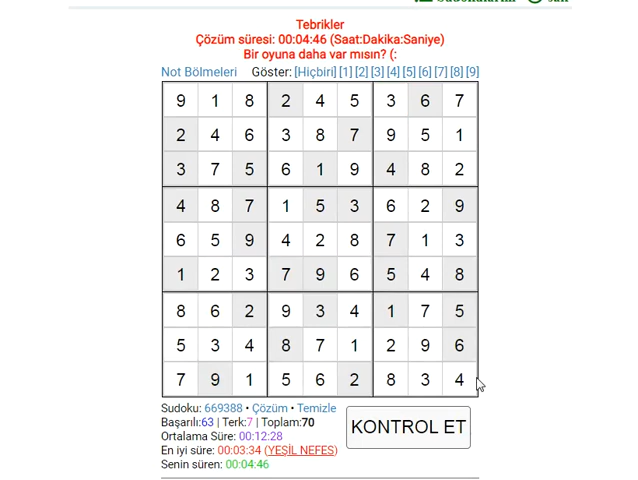 Tebrikler
Çözüm süresi: 00:04:46 (Saat:Dakika:Saniye)
Bir oyuna daha var mısın? (:
Not Bölmeleri Göster: [Hiçbiri] [1] [2] [3] [4] [5] [6] [7] [8] [9]
9 1 8 2 4 5 3 6 7
2 4 6 3 8 7 9 5 1
3 7 5 6 1 9 4 8 2
4 8 7 1 5 3 6 2 9
6 5 9 4 2 8 7 1 3
1 2 3 7 9 6 5 4 8
8 6 2 9 3 4 1 7 5
5 3 4 8 7 1 2 9 6
7 9 1 5 6 2 8 3 4
Sudoku: 669388 • Çözüm • Temizle
Başarılı:63 | Terk:7 | Toplam:70
Ortalama Süre: 00:12:28
En iyi süre: 00:03:34 (YEŞİL NEFES)
Senin süren: 00:04:46
KONTROL ET